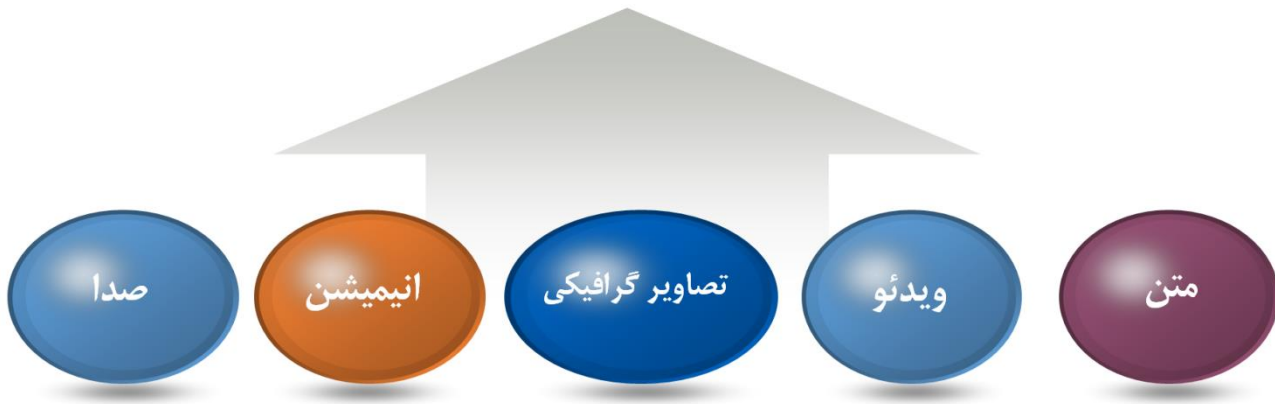 متن
ویدئو
تصاویر گرافیکی
انیمیشن
صدا